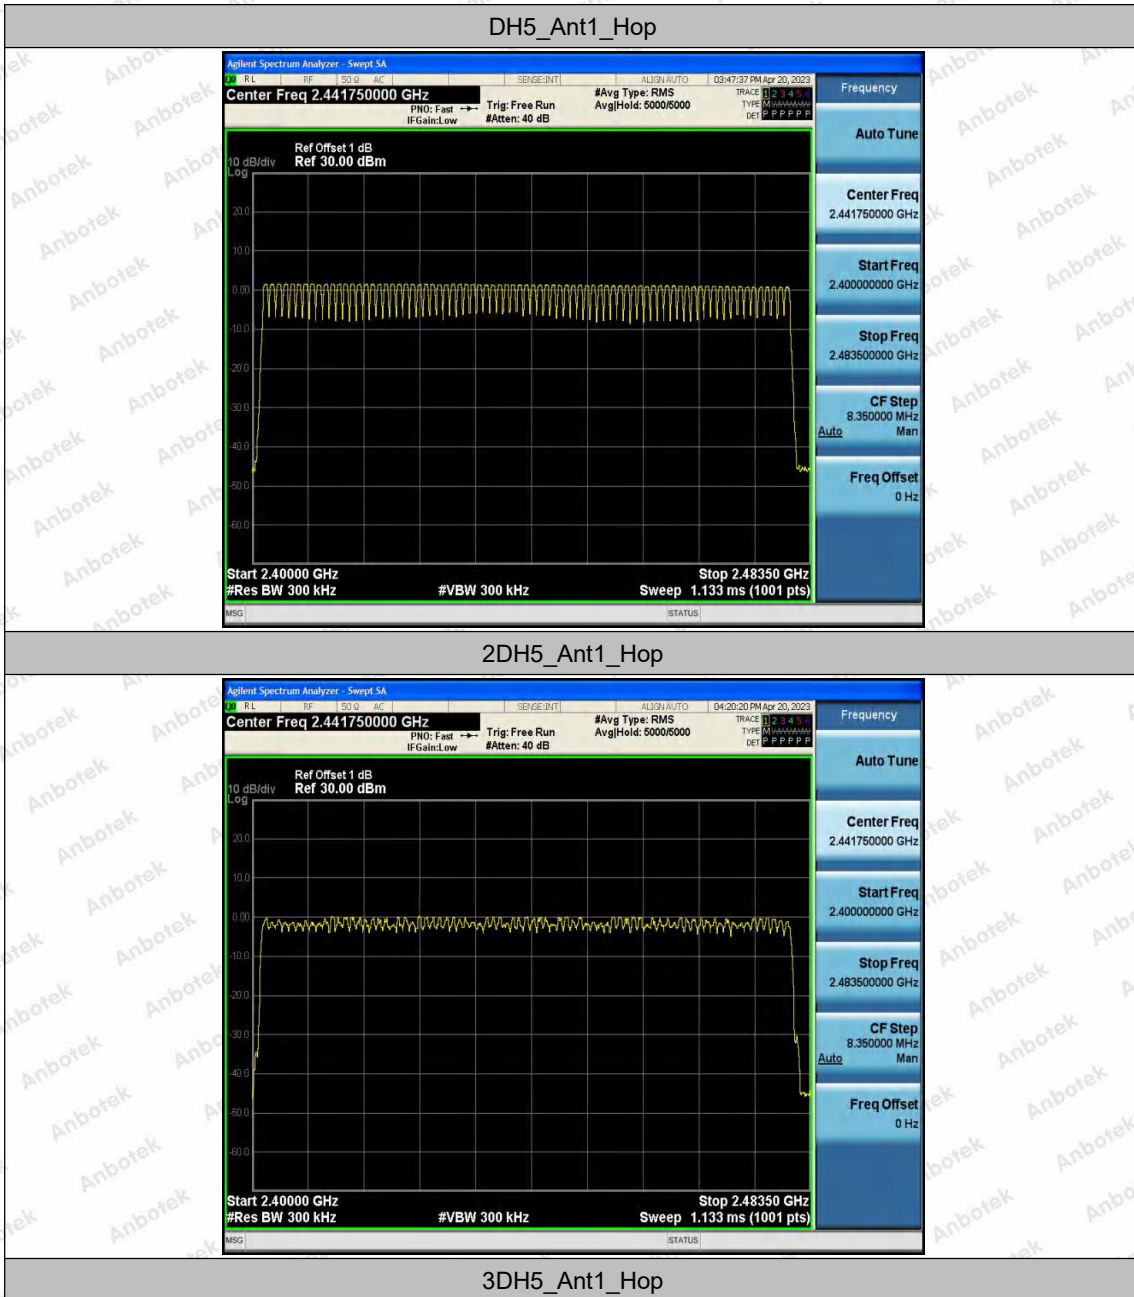 DH5_Ant1_Hop
Agilent Spectrum Analyzer - Swept SA
RL RF 50 Ω AC SENSE:INT ALIGNAUTO 03:47:37 PM Apr 20, 2023
Center Freq 2.441750000 GHz
PNO: Fast
IFGain:Low
Trig: Free Run
#Atten: 40 dB
#Avg Type: RMS
Avg|Hold: 5000/5000
TRACE 1 2 3 4 5 6
TYPE M
DET P P P P P P
Frequency
Ref Offset 1 dB
10 dB/div Ref 30.00 dBm
Log
20.0
10.0
0.00
-10.0
-20.0
-30.0
-40.0
-50.0
-60.0
Start 2.40000 GHz Stop 2.48350 GHz
#Res BW 300 kHz #VBW 300 kHz Sweep 1.133 ms (1001 pts)
MSG STATUS
Auto Tune
Center Freq
2.441750000 GHz
Start Freq
2.400000000 GHz
Stop Freq
2.483500000 GHz
CF Step
8.350000 MHz
Auto Man
Freq Offset
0 Hz
2DH5_Ant1_Hop
Agilent Spectrum Analyzer - Swept SA
RL RF 50 Ω AC SENSE:INT ALIGNAUTO 04:20:20 PM Apr 20, 2023
Center Freq 2.441750000 GHz
PNO: Fast
IFGain:Low
Trig: Free Run
#Atten: 40 dB
#Avg Type: RMS
Avg|Hold: 5000/5000
TRACE 1 2 3 4 5 6
TYPE M
DET P P P P P P
Frequency
Ref Offset 1 dB
10 dB/div Ref 30.00 dBm
Log
20.0
10.0
0.00
-10.0
-20.0
-30.0
-40.0
-50.0
-60.0
Start 2.40000 GHz Stop 2.48350 GHz
#Res BW 300 kHz #VBW 300 kHz Sweep 1.133 ms (1001 pts)
MSG STATUS
Auto Tune
Center Freq
2.441750000 GHz
Start Freq
2.400000000 GHz
Stop Freq
2.483500000 GHz
CF Step
8.350000 MHz
Auto Man
Freq Offset
0 Hz
3DH5_Ant1_Hop
Anbotek